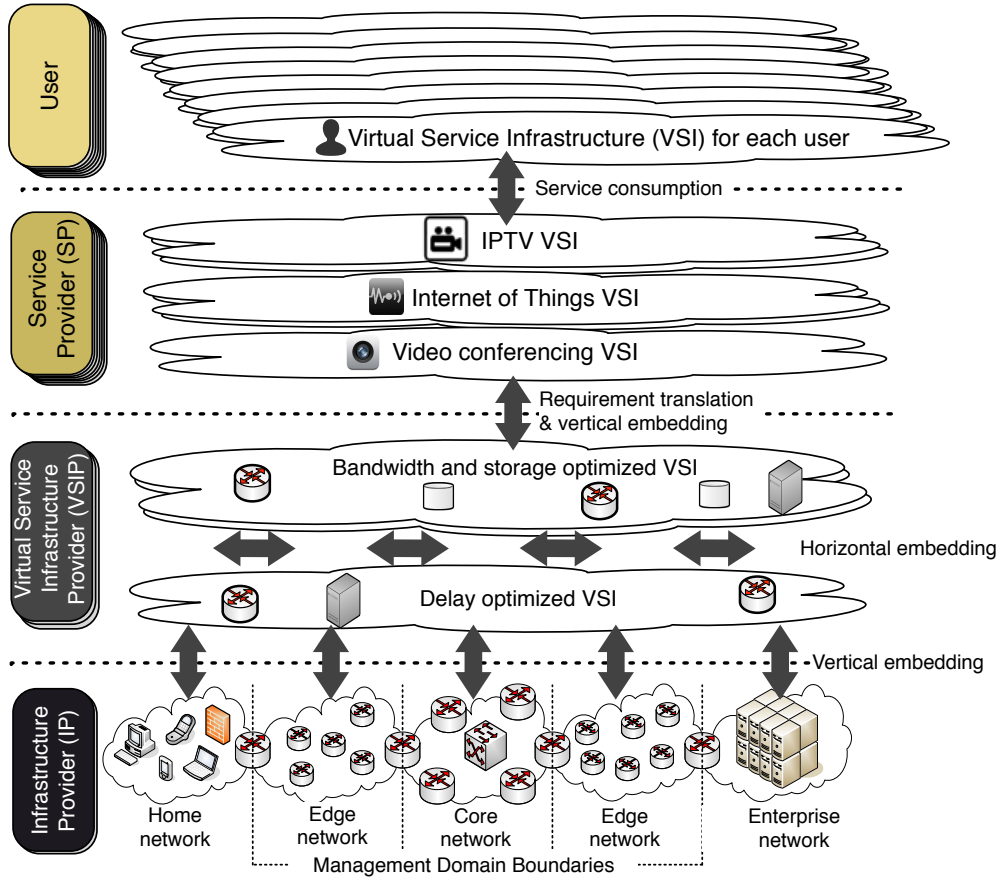 User
Virtual Service Infrastructure (VSI) for each user
Service consumption
Service
Provider (SP)
IPTV VSI
Internet of Things VSI
Video conferencing VSI
Requirement translation
& vertical embedding
Virtual Service
Infrastructure
Provider (VSIP)
Bandwidth and storage optimized VSI
Horizontal embedding
Delay optimized VSI
Vertical embedding
Infrastructure
Provider (IP)
Home
network
Edge
network
Core
network
Edge
network
Enterprise
network
Management Domain Boundaries